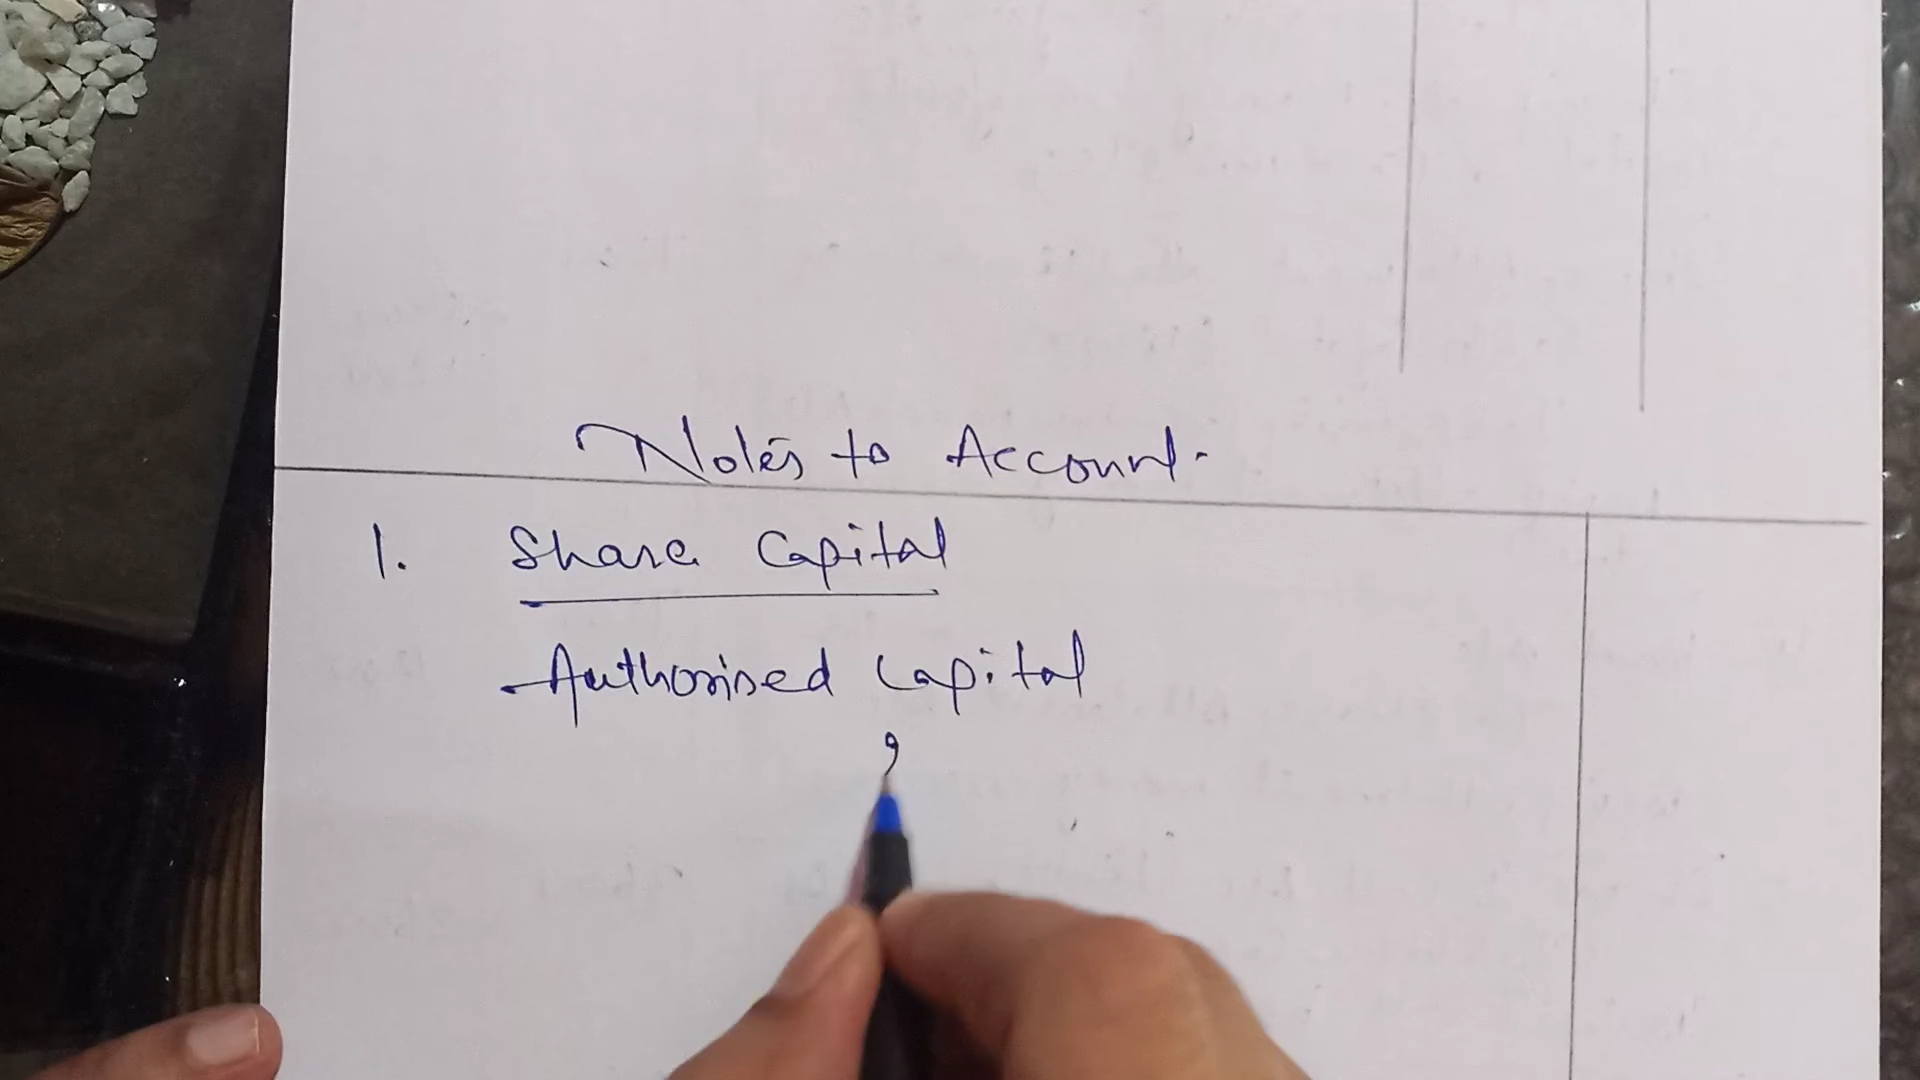 Notes to Account.
1. Share Capital
Authorised Capital